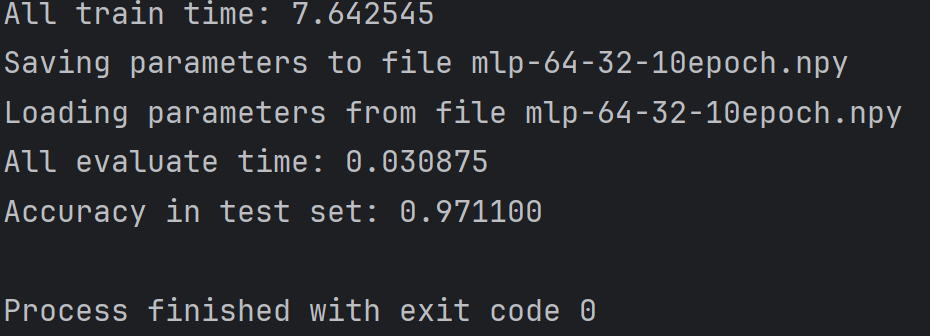 All train time: 7.642545
Saving parameters to file mlp-64-32-10epoch.npy
Loading parameters from file mlp-64-32-10epoch.npy
All evaluate time: 0.030875
Accuracy in test set: 0.971100
Process finished with exit code 0